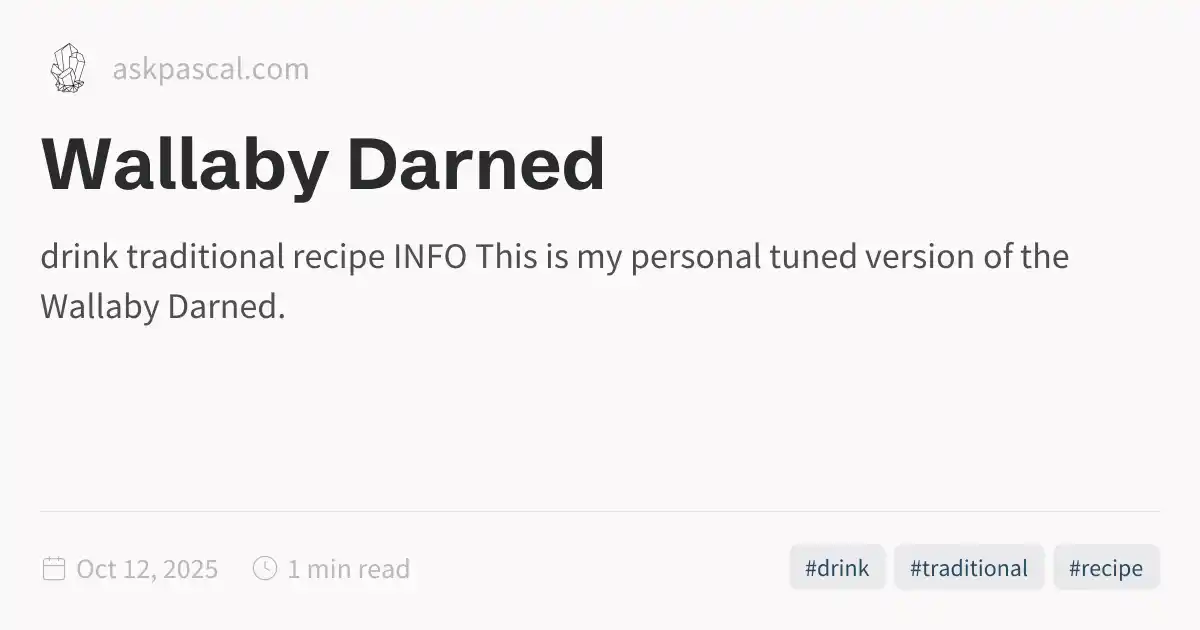 askpascal.com
Wallaby Darned
drink traditional recipe INFO This is my personal tuned version of the
Wallaby Darned.
Oct 12, 2025 1 min read #drink #traditional #recipe